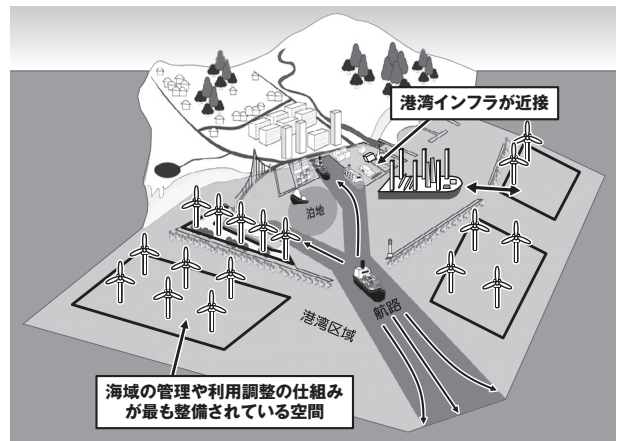 港湾インフラが近接
泊地
航路
港湾区域
海域の管理や利用調整の仕組み
が最も整備されている空間